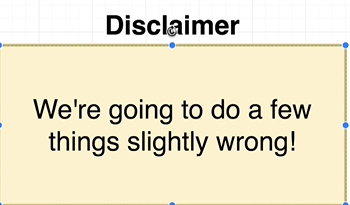 Disclaimer
We're going to do a few
things slightly wrong!